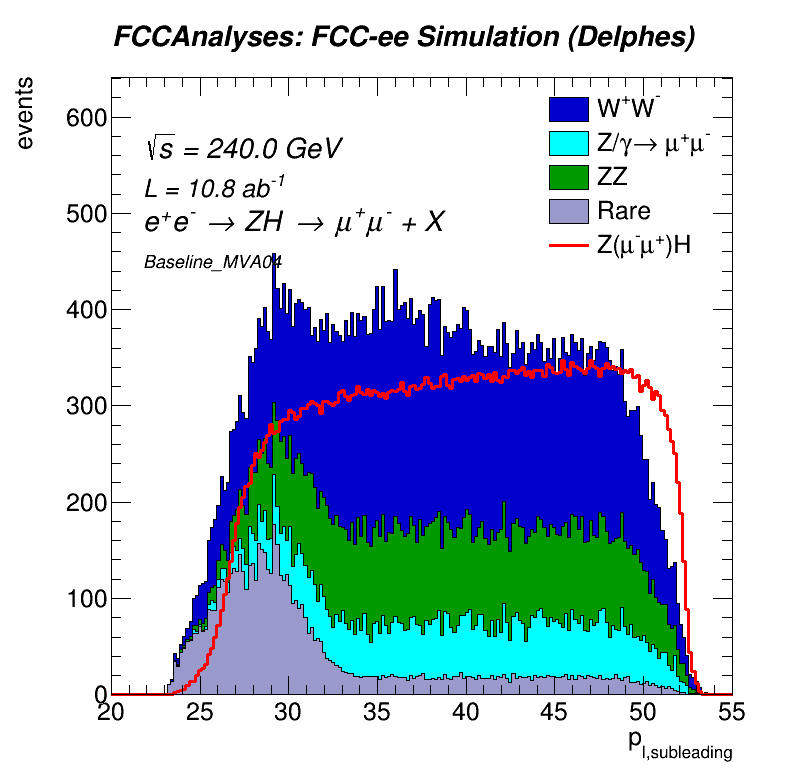 FCCAnalyses: FCC-ee Simulation (Delphes)
events
√s = 240.0 GeV
L = 10.8 ab⁻¹
e⁺e⁻ → ZH → μ⁺μ⁻ + X
Baseline_MVA04
W⁺W⁻
Z/γ→ μ⁺μ⁻
ZZ
Rare
Z(μ⁻μ⁺)H
600
500
400
300
200
100
0
20 25 30 35 40 45 50 55
p_l,subleading